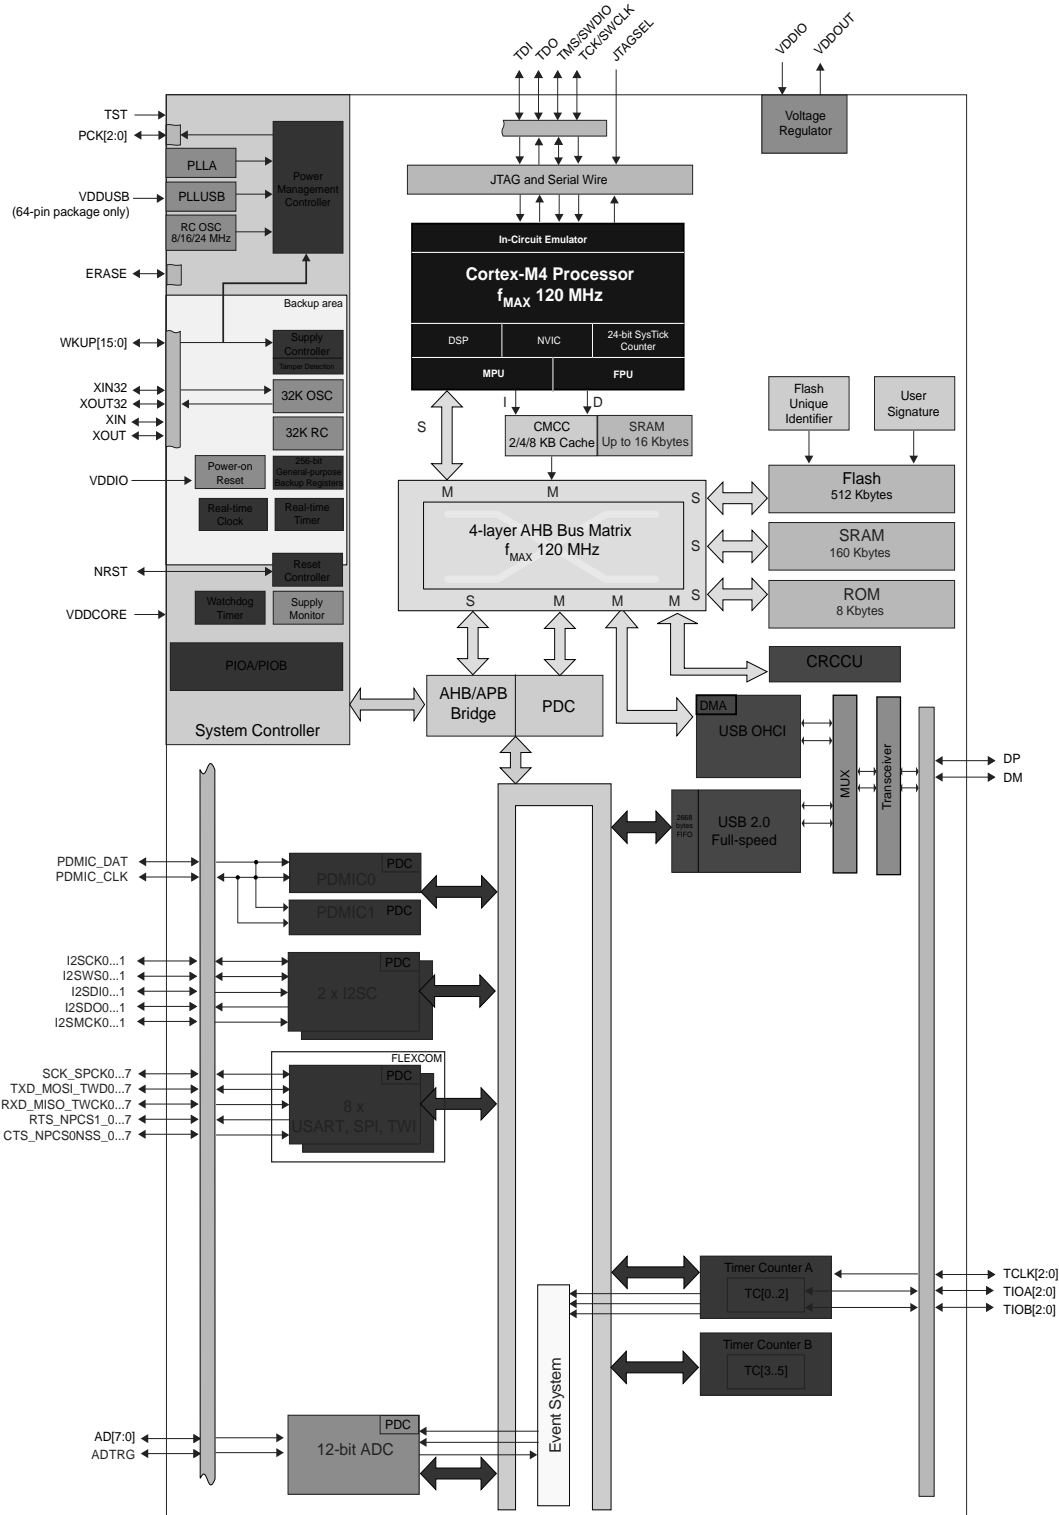 TDI
TDO
TMS/SWDIO
TCK/SWCLK
JTAGSEL
VDDIO
VDDOUT
Voltage
Regulator
TST
PCK[2:0]
PLLA
VDDUSB
(64-pin package only)
PLLUSB
RC OSC
8/16/24 MHz
Power
Management
Controller
ERASE
Backup area
WKUP[15:0]
Supply
Controller
Tamper Detection
XIN32
XOUT32
32K OSC
XIN
XOUT
32K RC
VDDIO
Power-on
Reset
256-bit
General-purpose
Backup Registers
Real-time
Clock
Real-time
Timer
NRST
Reset
Controller
VDDCORE
Watchdog
Timer
Supply
Monitor
PIOA/PIOB
System Controller
JTAG and Serial Wire
In-Circuit Emulator
Cortex-M4 Processor
fMAX 120 MHz
DSP
NVIC
24-bit SysTick
Counter
MPU
FPU
S
I
D
CMCC
2/4/8 KB Cache
SRAM
Up to 16 Kbytes
Flash
Unique
Identifier
User
Signature
M
M
S
Flash
512 Kbytes
4-layer AHB Bus Matrix
fMAX 120 MHz
S
SRAM
160 Kbytes
S
ROM
8 Kbytes
S
M
M
M
CRCCU
AHB/APB
Bridge
PDC
DMA
USB OHCI
MUX
Transceiver
DP
DM
2668
bytes
FIFO
USB 2.0
Full-speed
PDMIC_DAT
PDMIC_CLK
PDC
PDMIC0
PDMIC1
PDC
I2SCK0...1
I2SWS0...1
I2SDI0...1
I2SDO0...1
I2SMCK0...1
PDC
2 x I2SC
FLEXCOM
SCK_SPCK0...7
TXD_MOSI_TWD0...7
RXD_MISO_TWCK0...7
RTS_NPCS1_0...7
CTS_NPCS0NSS_0...7
PDC
8 x
USART, SPI, TWI
Timer Counter A
TC[0..2]
TCLK[2:0]
TIOA[2:0]
TIOB[2:0]
Timer Counter B
TC[3..5]
Event System
AD[7:0]
ADTRG
PDC
12-bit ADC